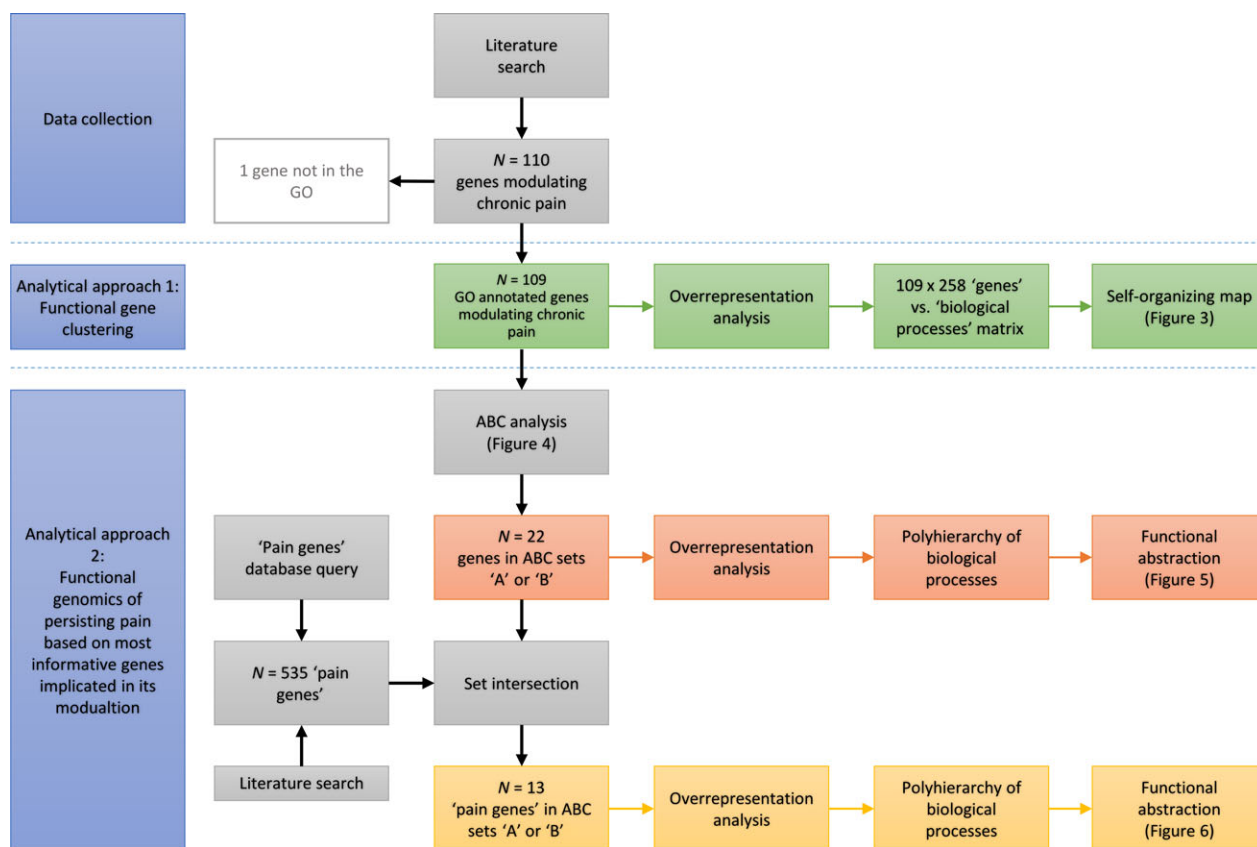 Data collection
Literature
search
1 gene not in the
GO
N = 110
genes modulating
chronic pain
Analytical approach 1:
Functional gene
clustering
N = 109
GO annotated genes
modulating chronic
pain
Overrepresentation
analysis
109 x 258 ‘genes’
vs. ‘biological
processes’ matrix
Self-organizing map
(Figure 3)
Analytical approach
2:
Functional
genomics of
persisting pain
based on most
informative genes
implicated in its
modualtion
ABC analysis
(Figure 4)
‘Pain genes’
database query
N = 22
genes in ABC sets
‘A’ or ‘B’
Overrepresentation
analysis
Polyhierarchy of
biological
processes
Functional
abstraction
(Figure 5)
N = 535 ‘pain
genes’
Set intersection
Literature search
N = 13
‘pain genes’ in ABC
sets ‘A’ or ‘B’
Overrepresentation
analysis
Polyhierarchy of
biological
processes
Functional
abstraction
(Figure 6)